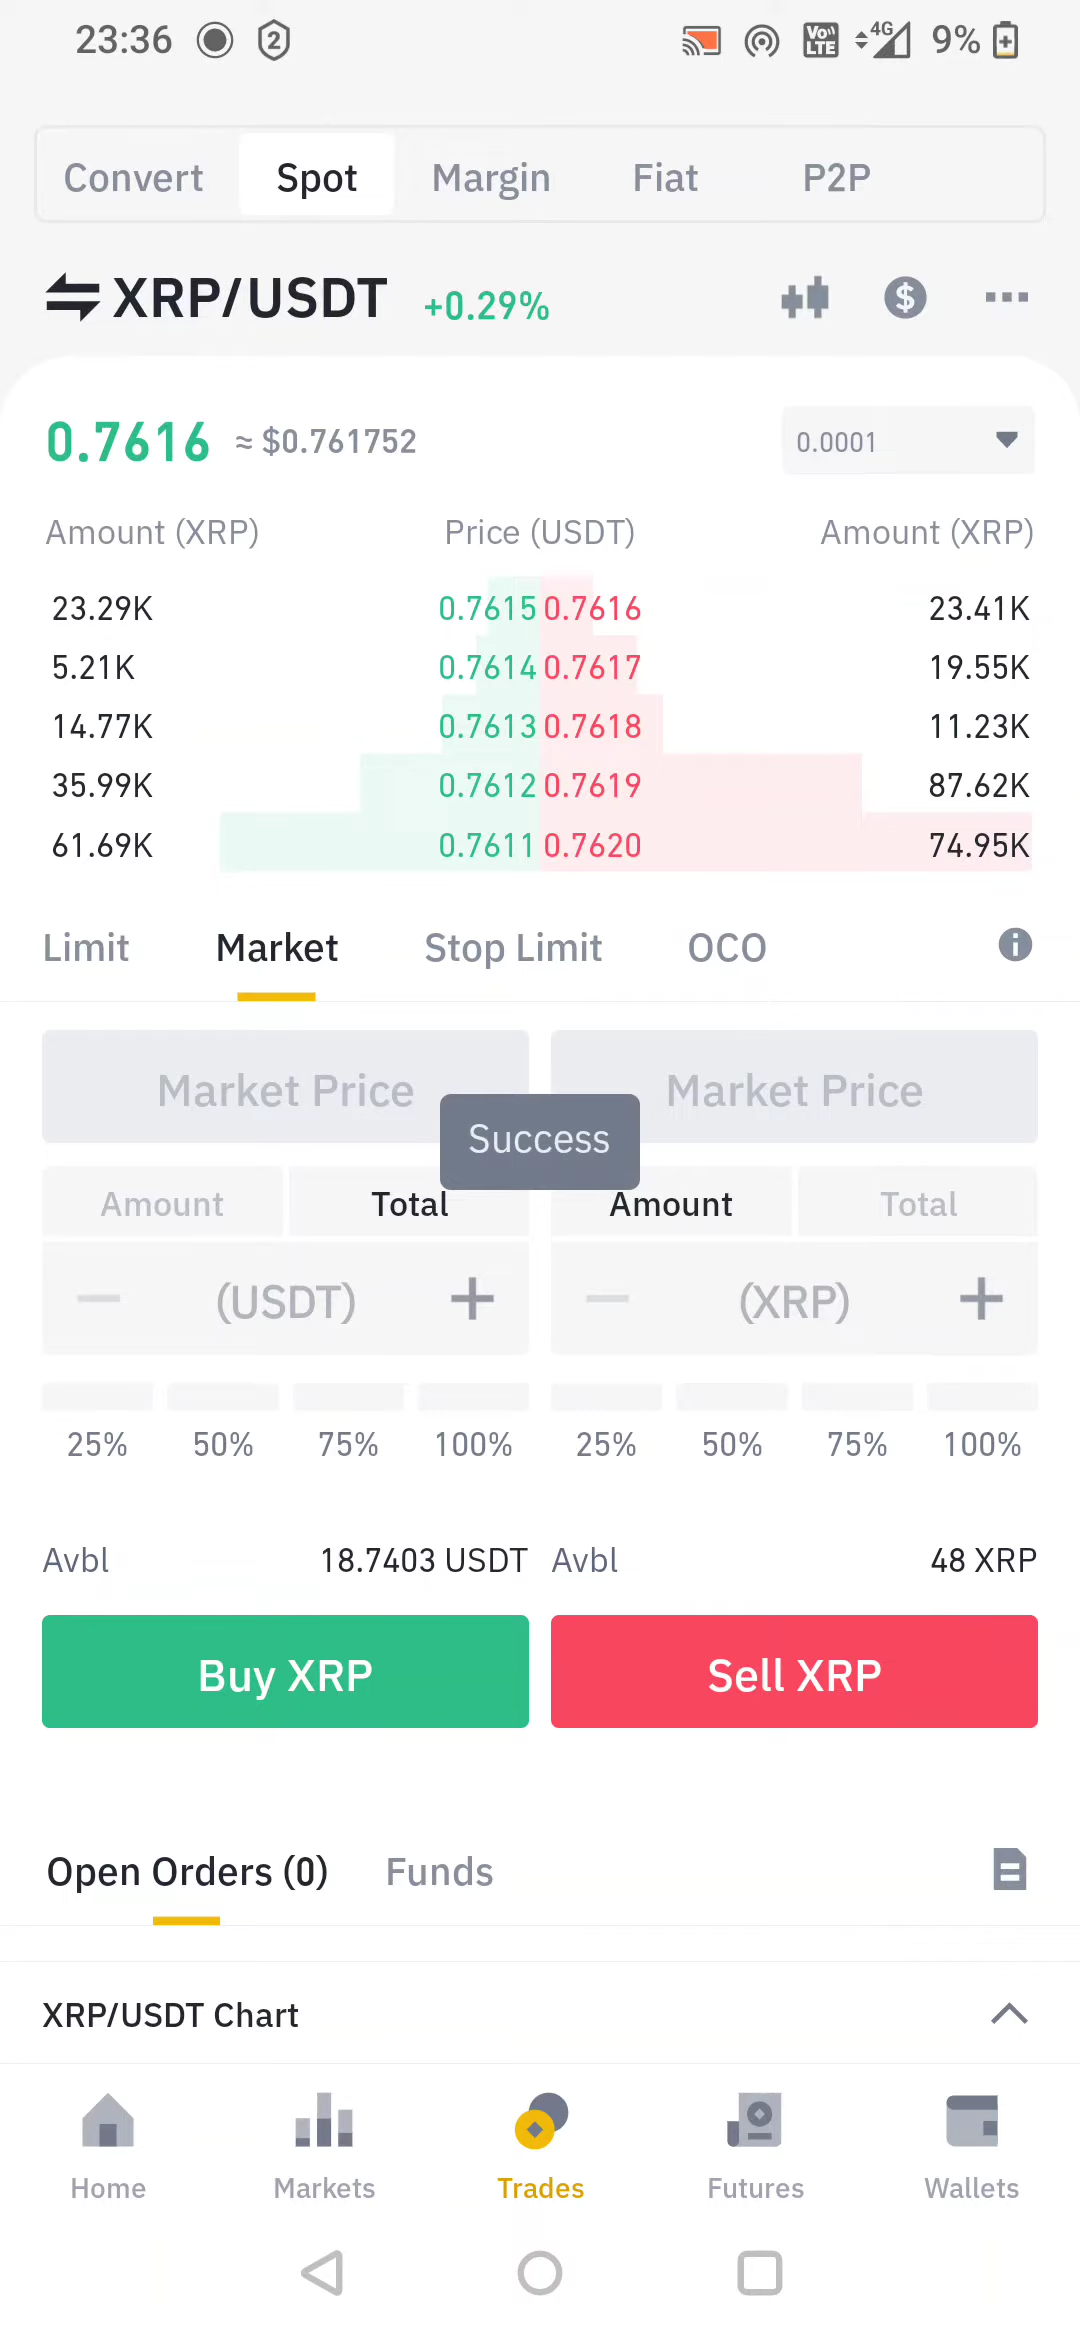 23:36 2 Vo)) LTE 4G 9%
Convert Spot Margin Fiat P2P
XRP/USDT +0.29% $
0.7616 ≈ $0.761752 0.0001
Amount (XRP) Price (USDT) Amount (XRP)
23.29K 0.7615 0.7616 23.41K
5.21K 0.7614 0.7617 19.55K
14.77K 0.7613 0.7618 11.23K
35.99K 0.7612 0.7619 87.62K
61.69K 0.7611 0.7620 74.95K
Limit Market Stop Limit OCO
Market Price Market Price
Success
Amount Total Amount Total
(USDT) (XRP)
25% 50% 75% 100% 25% 50% 75% 100%
Avbl 18.7403 USDT Avbl 48 XRP
Buy XRP Sell XRP
Open Orders (0) Funds
XRP/USDT Chart
Home Markets Trades Futures Wallets